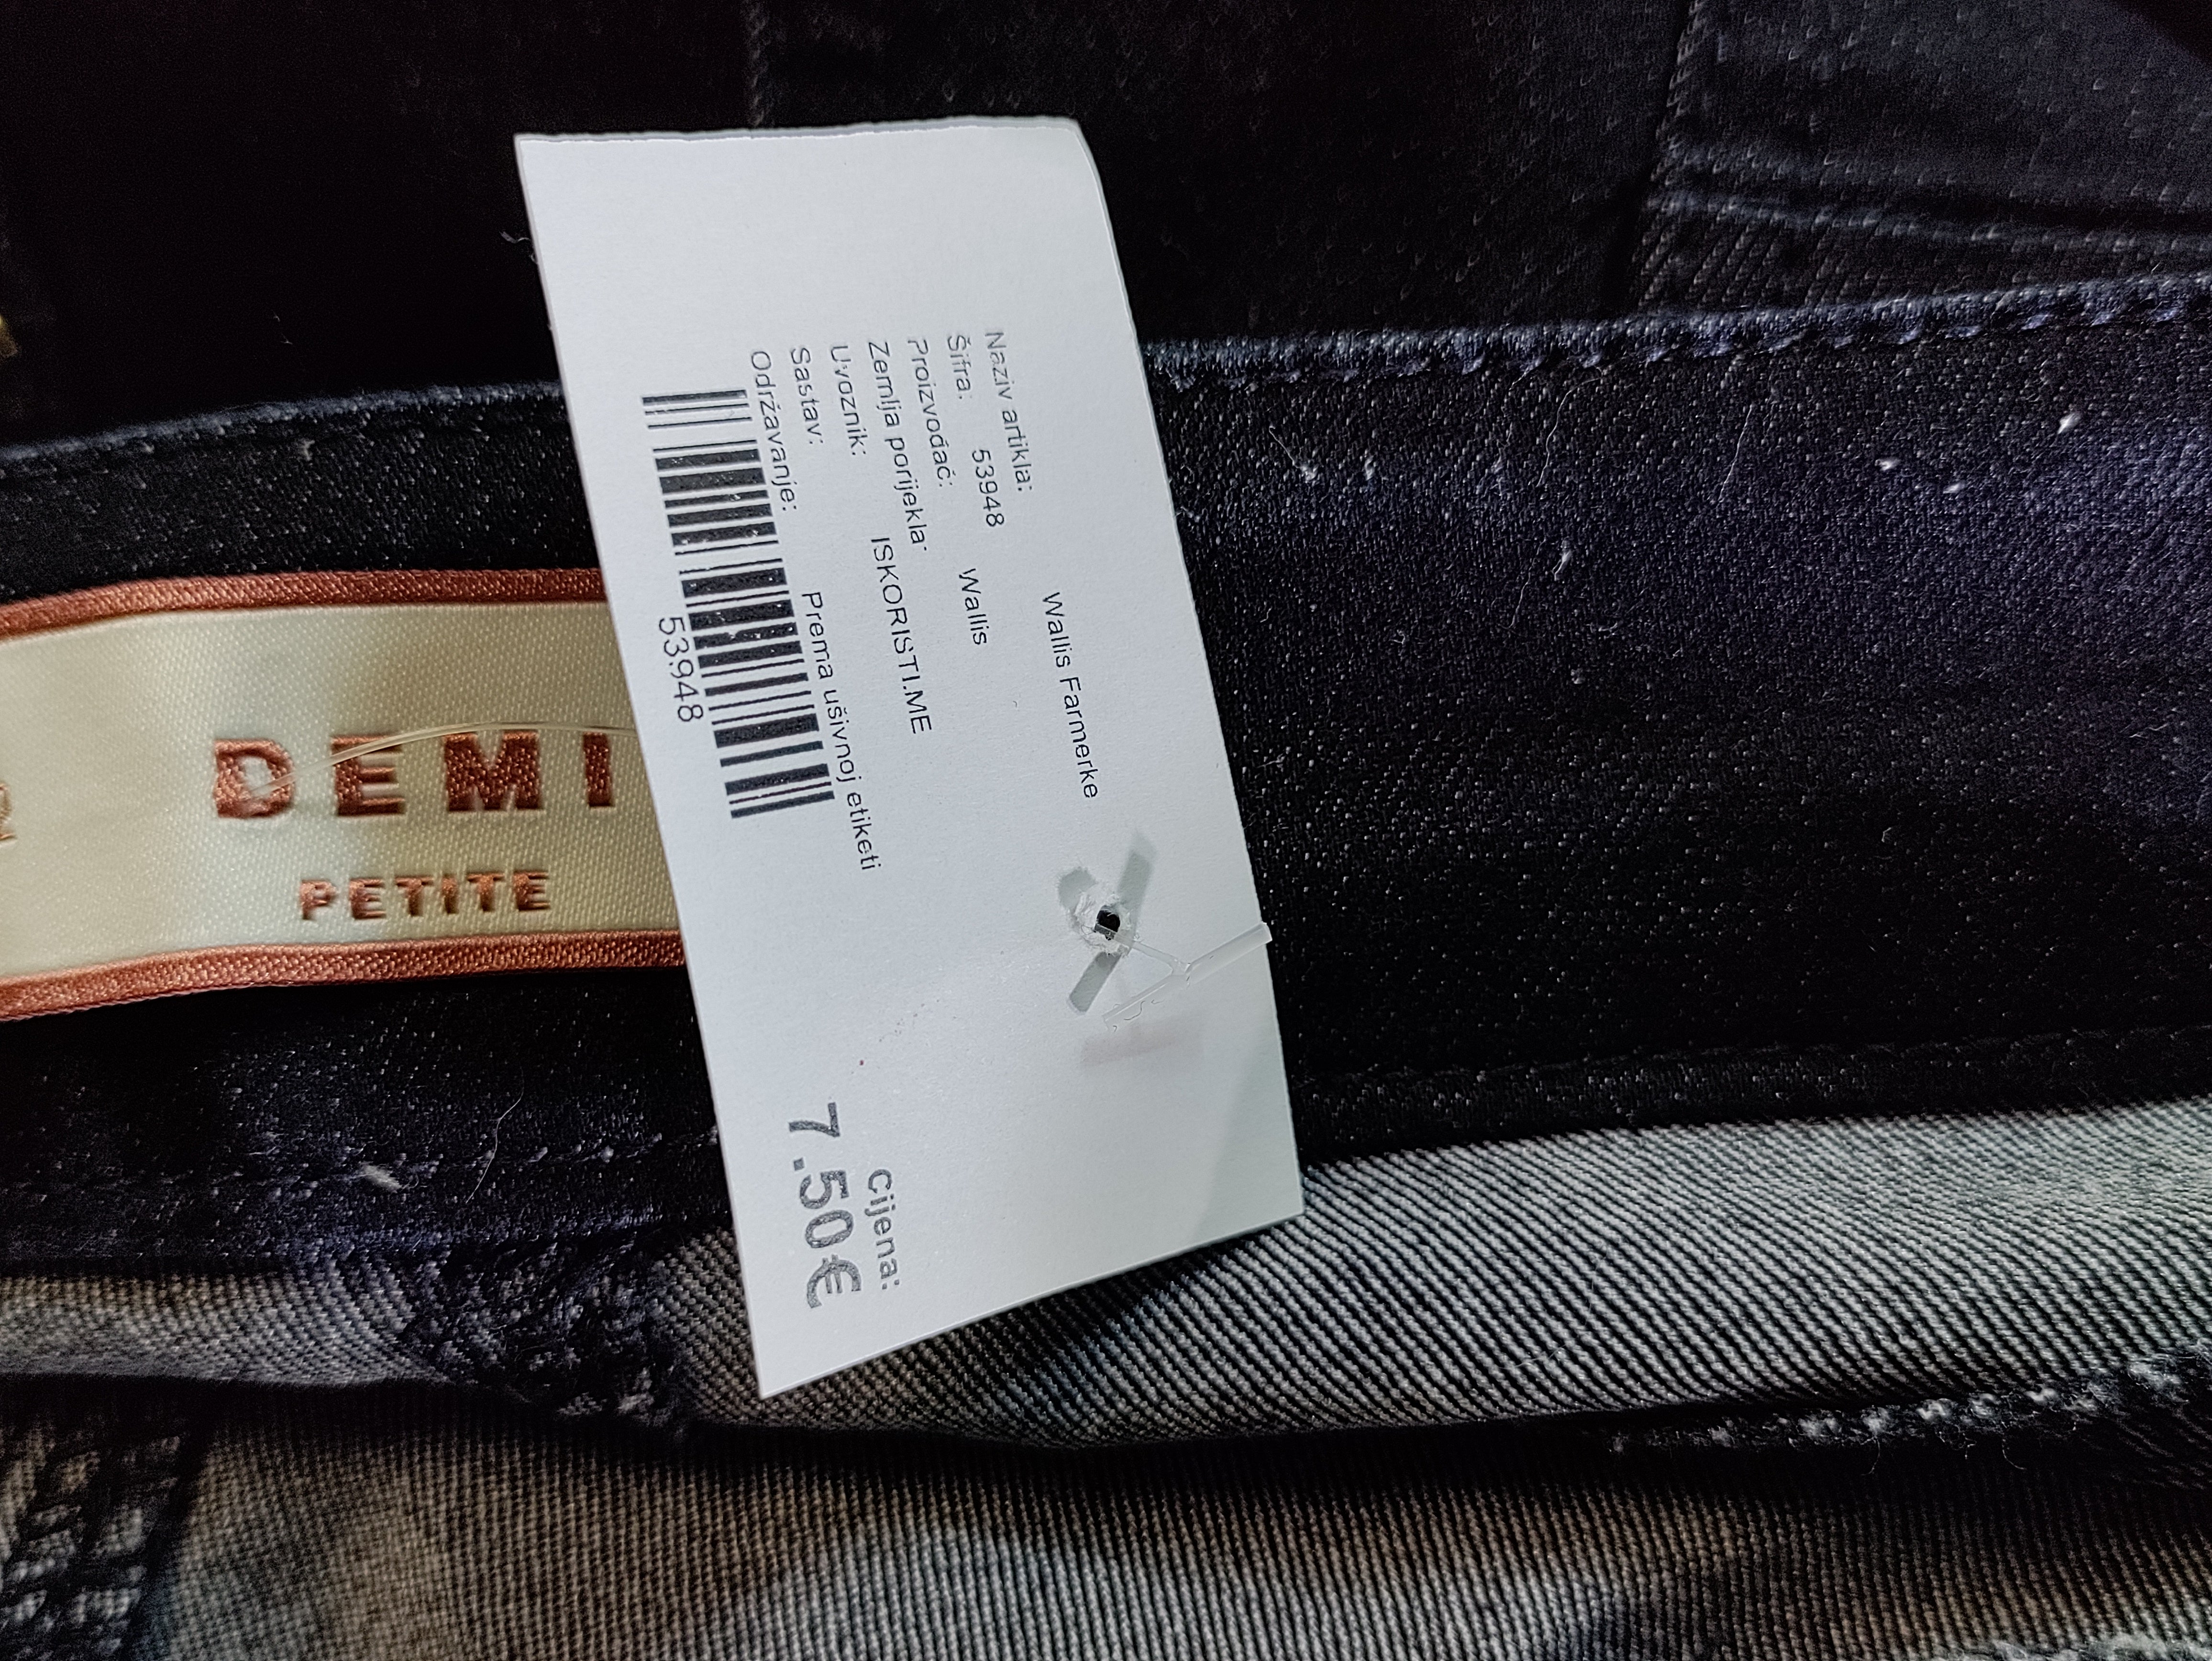 Naziv artikla: Wallis Farmerke
Šifra: 53948
Proizvođač: Wallis
Zemlja porijekla:
Uvoznik: ISKORISTI.ME
Sastav:
Održavanje: Prema ušivnoj etiketi
53948
Cijena:
7.50€
DEMI
PETITE